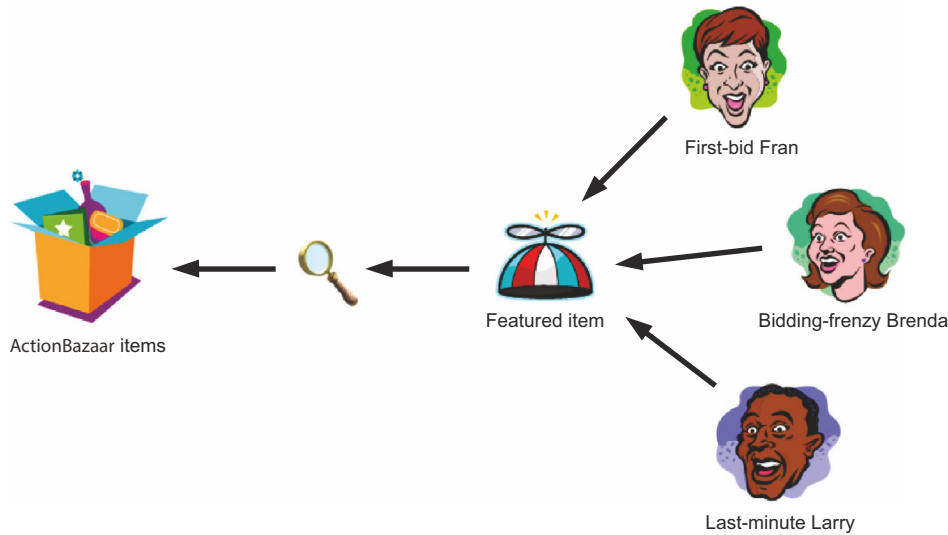 First-bid Fran
Bidding-frenzy Brenda
Featured item
ActionBazaar items
Last-minute Larry